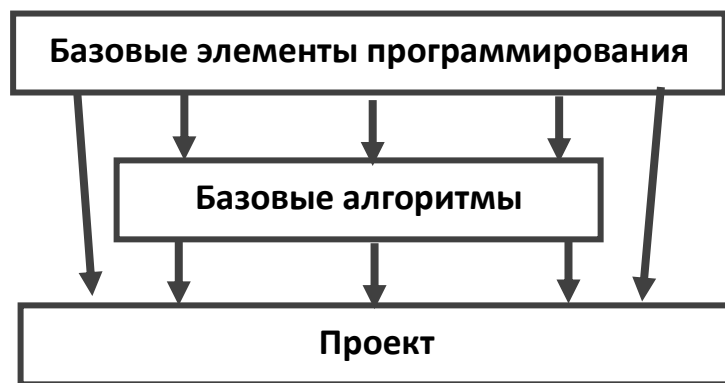 Базовые элементы программирования
Базовые алгоритмы
Проект